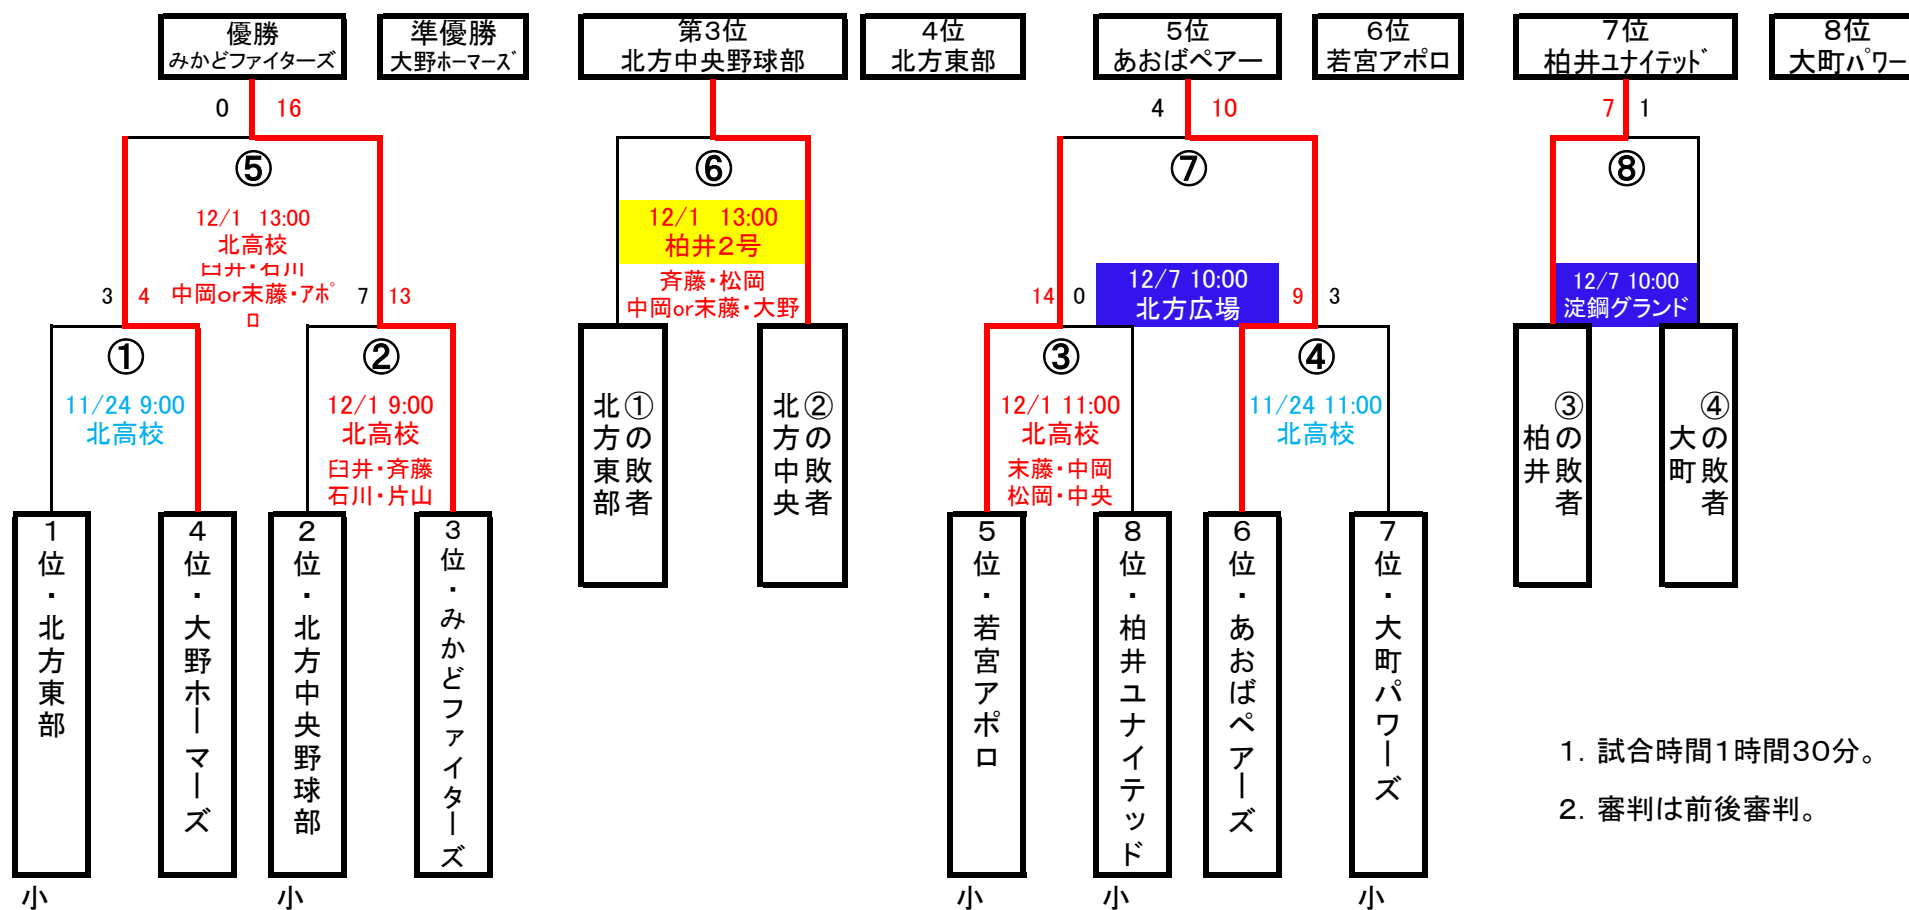 優勝
みかどファイターズ
準優勝
大野ホーマーズ
第3位
北方中央野球部
4位
北方東部
5位
あおばペアー
6位
若宮アポロ
7位
柏井ユナイテッド
8位
大町パワー
0 16
4 10
7 1
⑤
12/1 13:00
北高校
臼井・石川
中岡or末藤・アポ
ロ
⑥
12/1 13:00
柏井2号
斉藤・松岡
中岡or末藤・大野
⑦
12/7 10:00
北方広場
⑧
12/7 10:00
淀鋼グランド
3 4
7 13
14 0
9 3
①
11/24 9:00
北高校
②
12/1 9:00
北高校
臼井・斉藤
石川・片山
①の敗者
北方東部
②の敗者
北方中央
③
12/1 11:00
北高校
末藤・中岡
松岡・中央
④
11/24 11:00
北高校
③の敗者
柏井
④の敗者
大町
1位・北方東部
4位・大野ホーマーズ
2位・北方中央野球部
3位・みかどファイターズ
5位・若宮アポロ
8位・柏井ユナイテッド
6位・あおばペアーズ
7位・大町パワーズ
1. 試合時間1時間30分。
2. 審判は前後審判。
小
小
小
小
小